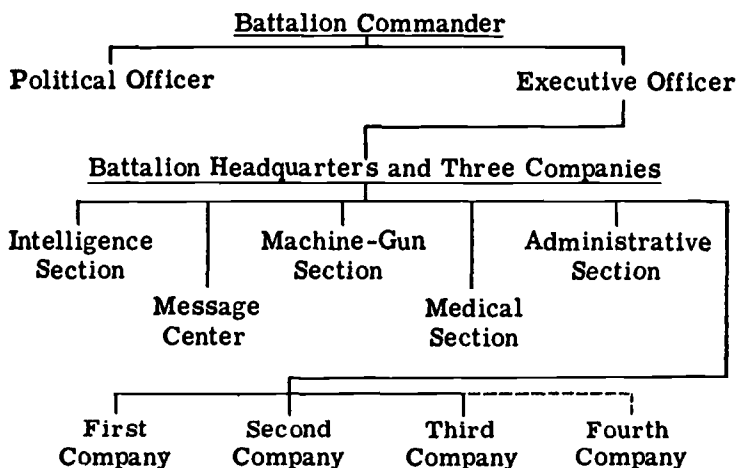 Battalion Commander
Political Officer
Executive Officer
Battalion Headquarters and Three Companies
Intelligence
Section
Machine-Gun
Section
Administrative
Section
Message
Center
Medical
Section
First
Company
Second
Company
Third
Company
Fourth
Company